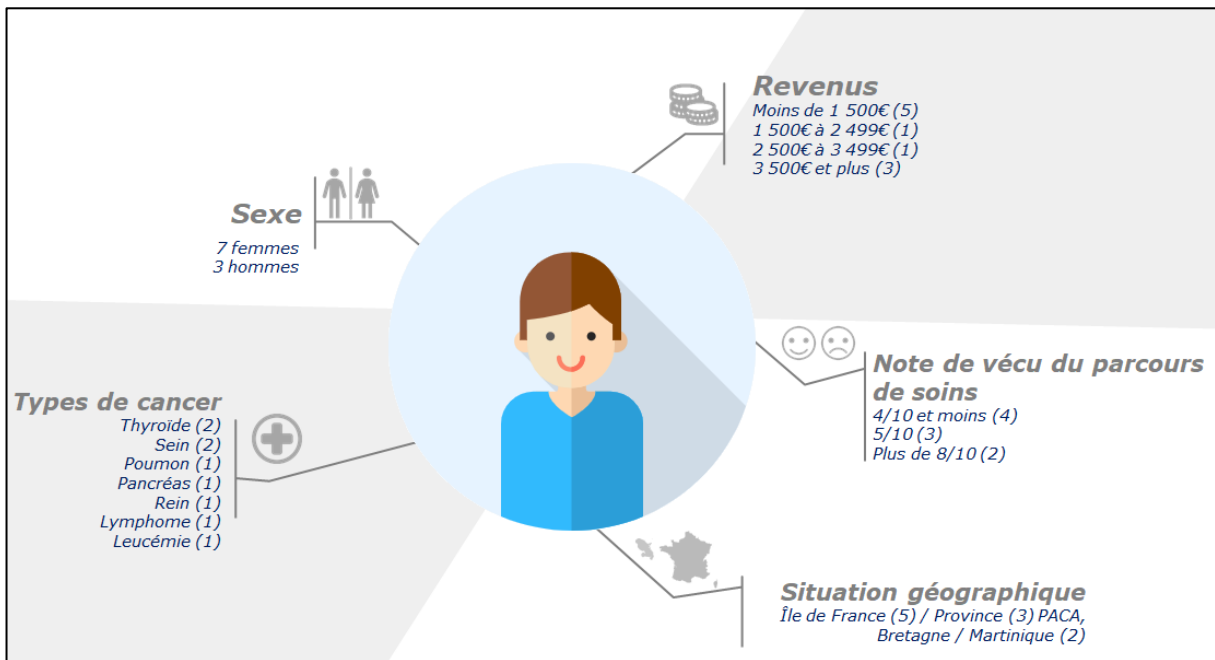 Revenus
Moins de 1 500€ (5)
1 500€ à 2 499€ (1)
2 500€ à 3 499€ (1)
3 500€ et plus (3)
Sexe
7 femmes
3 hommes
Note de vécu du parcours
de soins
4/10 et moins (4)
5/10 (3)
Plus de 8/10 (2)
Types de cancer
Thyroïde (2)
Sein (2)
Poumon (1)
Pancréas (1)
Rein (1)
Lymphome (1)
Leucémie (1)
Situation géographique
Île de France (5) / Province (3) PACA,
Bretagne / Martinique (2)